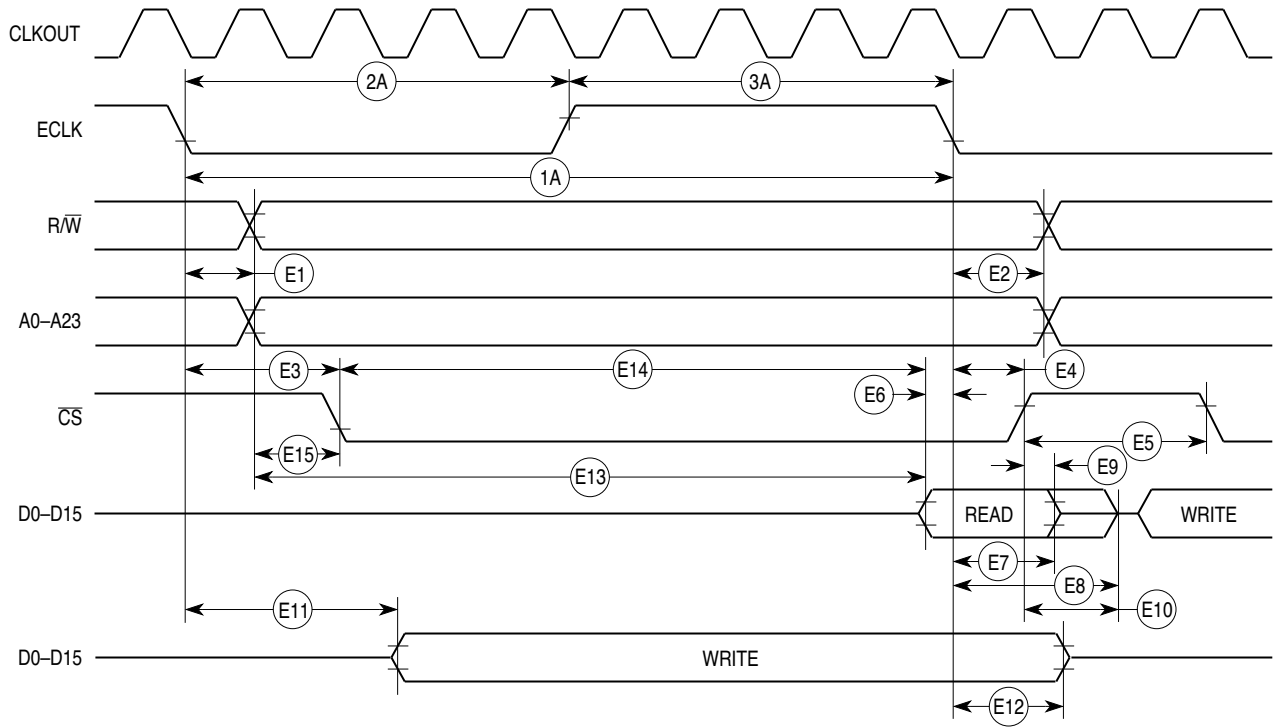 CLKOUT
2A
3A
ECLK
1A
R/W̅
E1
E2
A0–A23
E3
E14
E4
E6
C̅S̅
E15
E5
E13
E9
D0–D15
READ
WRITE
E7
E8
E11
E10
D0–D15
WRITE
E12